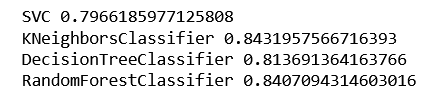 SVC 0.7966185977125808
KNeighborsClassifier 0.8431957566716393
DecisionTreeClassifier 0.813691364163766
RandomForestClassifier 0.8407094314603016